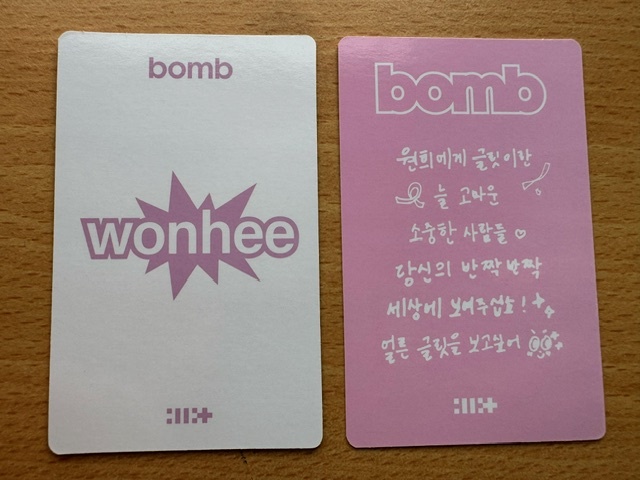 bomb
wonhee
bomb
원희에게 글릿이란
늘 고마운
소중한 사람들
당신의 반짝반짝
세상에 보여주십쇼!
얼른 글릿을 보고싶어